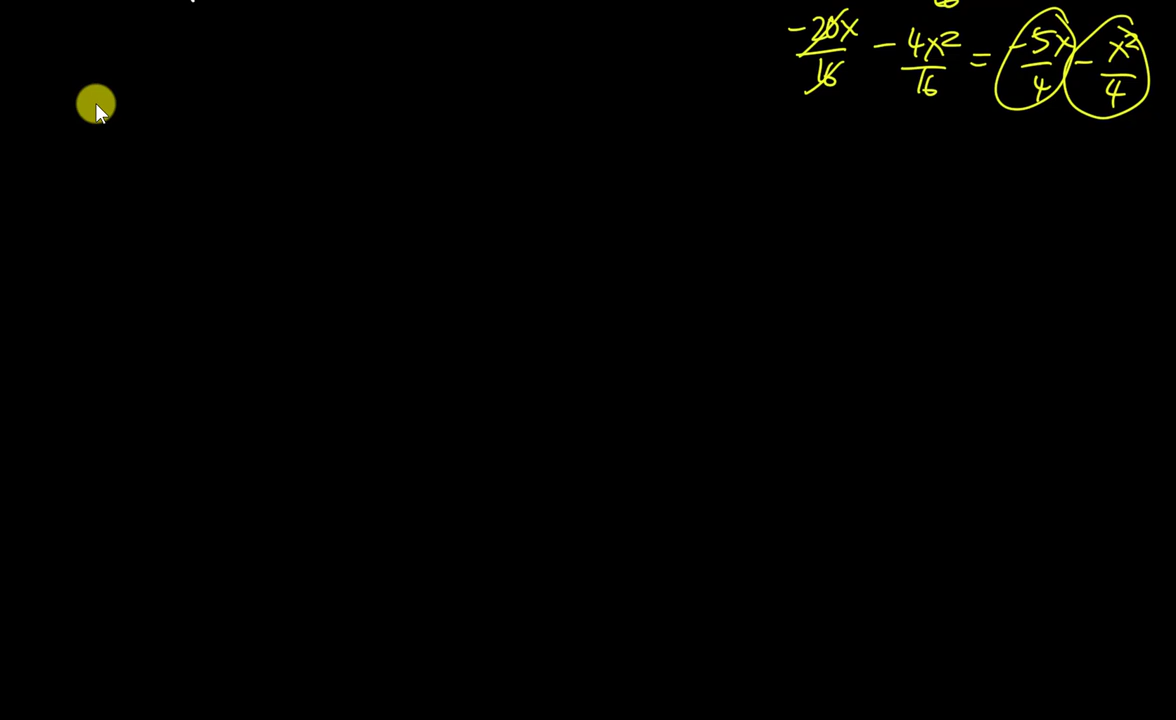 -20x/16 - 4x²/16 = -5x/4 - x²/4